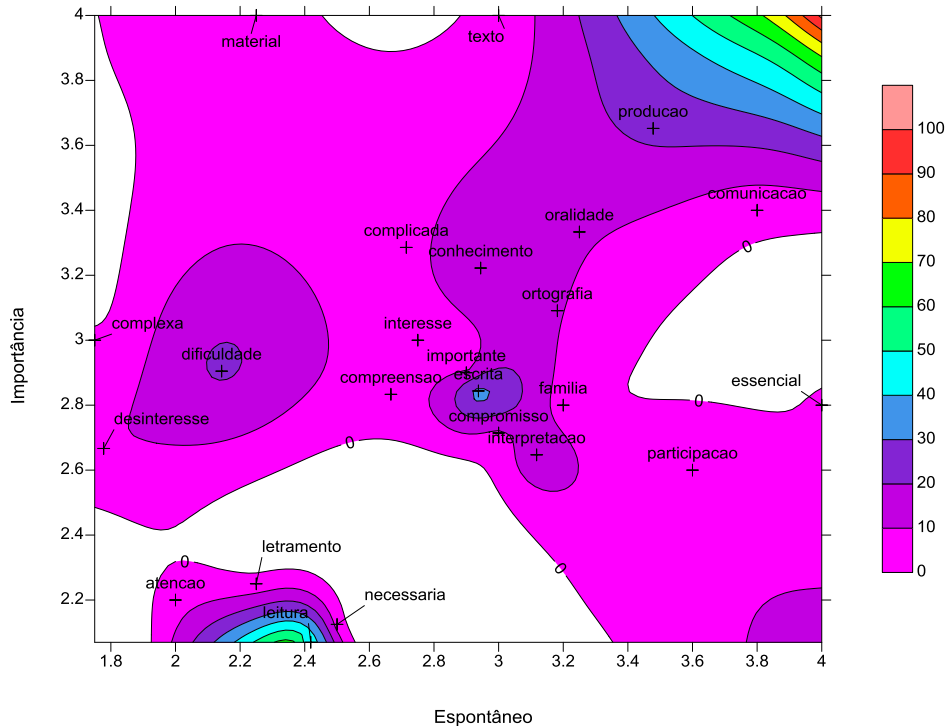 4
material
texto
3.8
producao
3.6
comunicacao
3.4
oralidade
complicada
conhecimento
0
3.2
ortografia
complexa
interesse
3
dificuldade
importante
compreensao
escrita
essencial
familia
2.8
0
compromisso
desinteresse
interpretacao
0
participacao
2.6
2.4
0
letramento
0
atencao
necessaria
2.2
leitura
1.8 2 2.2 2.4 2.6 2.8 3 3.2 3.4 3.6 3.8 4
Espontâneo
Importância
100
90
80
70
60
50
40
30
20
10
0